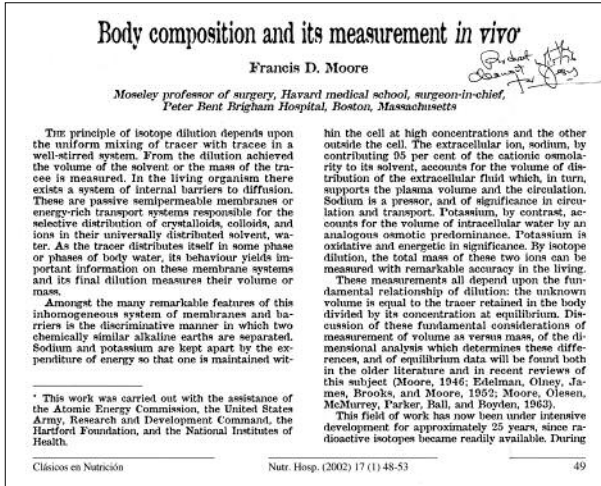 Body composition and its measurement in vivo*
Francis D. Moore
Moseley professor of surgery, Havard medical school, surgeon-in-chief,
Peter Bent Brigham Hospital, Boston, Massachusetts
THE principle of isotope dilution depends upon
the uniform mixing of tracer with tracee in a
well-stirred system. From the dilution achieved
the volume of the solvent or the mass of the tra-
cee is measured. In the living organism there
exists a system of internal barriers to diffusion.
These are passive semipermeable membranes or
energy-rich transport systems responsible for the
selective distribution of crystalloids, colloids, and
ions in their universally distributed solvent, wa-
ter. As the tracer distributes itself in some phase
or phases of body water, its behaviour yields im-
portant information on these membrane systems
and its final dilution measures their volume or
mass.
Amongst the many remarkable features of this
inhomogeneous system of membranes and ba-
rriers is the discriminative manner in which two
chemically similar alkaline earths are separated.
Sodium and potassium are kept apart by the ex-
penditure of energy so that one is maintained wit-
* This work was carried out with the assistance of
the Atomic Energy Commission, the United States
Army, Research and Development Command, the
Hartford Foundation, and the National Institutes of
Health.
hin the cell at high concentrations and the other
outside the cell. The extracellular ion, sodium, by
contributing 95 per cent of the cationic osmola-
rity to its solvent, accounts for the volume of dis-
tribution of the extracellular fluid which, in turn,
supports the plasma volume and the circulation.
Sodium is a pressor, and of significance in circu-
lation and transport. Potassium, by contrast, ac-
counts for the volume of intracellular water by an
analogous osmotic predominance. Potassium is
oxidative and energetic in significance. By isotope
dilution, the total mass of these two ions can be
measured with remarkable accuracy in the living.
These measurements all depend upon the fun-
damental relationship of dilution: the unknown
volume is equal to the tracer retained in the body
divided by its concentration at equilibrium. Dis-
cussion of these fundamental considerations of
measurement of volume as versus mass, of the di-
mensional analysis which determines these diffe-
rences, and of equilibrium data will be found both
in the older literature and in recent reviews of
this subject (Moore, 1946; Edelman, Olney, Ja-
mes, Brooks, and Moore, 1952; Moore, Olesen,
McMurrey, Parker, Ball, and Boyden, 1963).
This field of work has now been under intensive
development for approximately 25 years, since ra-
dioactive isotopes became readily available. During
Clásicos en Nutrición
Nutr. Hosp. (2002) 17 (1) 48-53
49